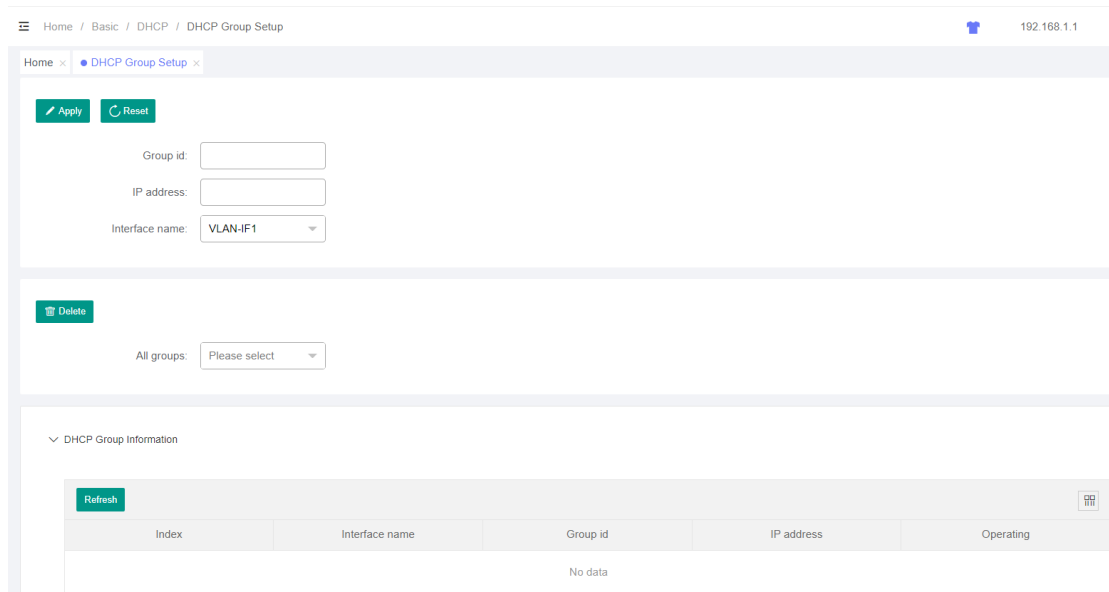 Home / Basic / DHCP / DHCP Group Setup 192.168.1.1
Home × DHCP Group Setup ×
Apply Reset
Group id:
IP address:
Interface name: VLAN-IF1
Delete
All groups: Please select
DHCP Group Information
Refresh
Index Interface name Group id IP address Operating
No data